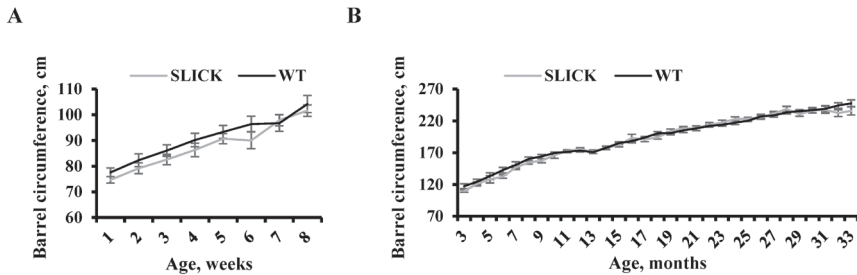 A
B
SLICK WT
SLICK WT
Barrel circumference, cm
110
100
90
80
70
60
1 2 3 4 5 6 7 8
Age, weeks
Barrel circumference, cm
270
220
170
120
70
3 5 7 9 11 13 15 17 19 21 23 25 27 29 31 33
Age, months